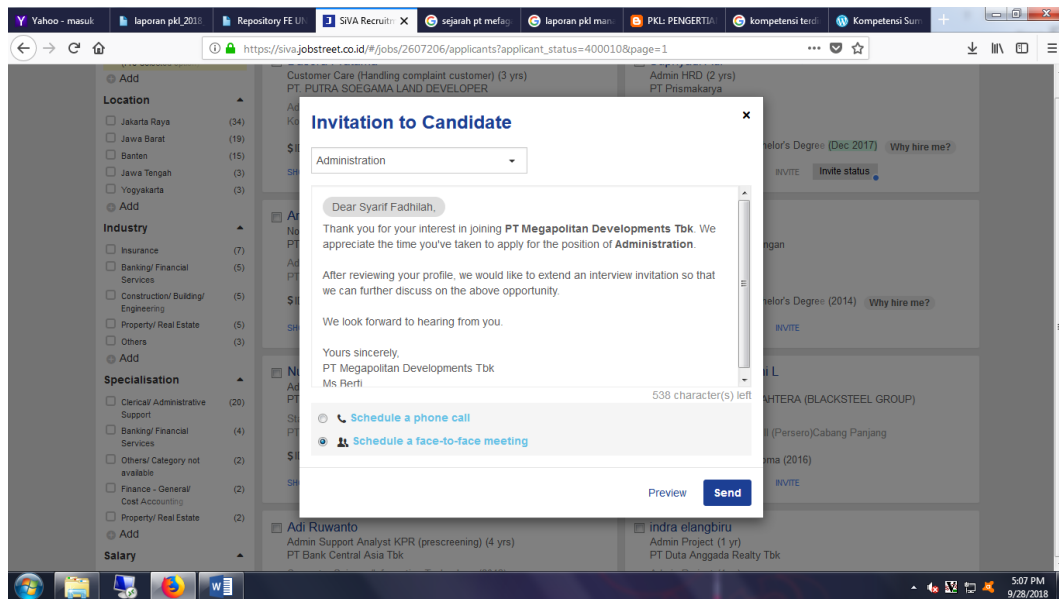 Yahoo - masuk
laporan pkl_2018
Repository FE UN
SiVA Recruitm
sejarah pt mefaga
laporan pkl mana
PKL: PENGERTIA
kompetensi terdi
Kompetensi Sum
https://siva.jobstreet.co.id/#/jobs/2607206/applicants?applicant_status=400010&page=1
Add
Location
Jakarta Raya (34)
Jawa Barat (19)
Banten (15)
Jawa Tengah (3)
Yogyakarta (3)
Add
Industry
Insurance (7)
Banking/ Financial (5)
Services
Construction/ Building/ (5)
Engineering
Property/ Real Estate (5)
Others (3)
Add
Specialisation
Clerical/ Administrative (20)
Support
Banking/ Financial (4)
Services
Others/ Category not (2)
available
Finance - General/ (2)
Cost Accounting
Property/ Real Estate (2)
Add
Salary
Customer Care (Handling complaint customer) (3 yrs)
PT. PUTRA SOEGAMA LAND DEVELOPER
Admin HRD (2 yrs)
PT Prismakarya
Invitation to Candidate
×
Administration
Dear Syarif Fadhilah,
Thank you for your interest in joining PT Megapolitan Developments Tbk. We
appreciate the time you've taken to apply for the position of Administration.
After reviewing your profile, we would like to extend an interview invitation so that
we can further discuss on the above opportunity.
We look forward to hearing from you.
Yours sincerely,
PT Megapolitan Developments Tbk
Ms Berti
538 character(s) left
Schedule a phone call
Schedule a face-to-face meeting
Preview
Send
helor's Degree (Dec 2017) Why hire me?
INVITE Invite status
ngan
helor's Degree (2014) Why hire me?
INVITE
i L
AHTERA (BLACKSTEEL GROUP)
ll (Persero)Cabang Panjang
oma (2016)
INVITE
Adi Ruwanto
Admin Support Analyst KPR (prescreening) (4 yrs)
PT Bank Central Asia Tbk
indra elangbiru
Admin Project (1 yr)
PT Duta Anggada Realty Tbk
5:07 PM
9/28/2018